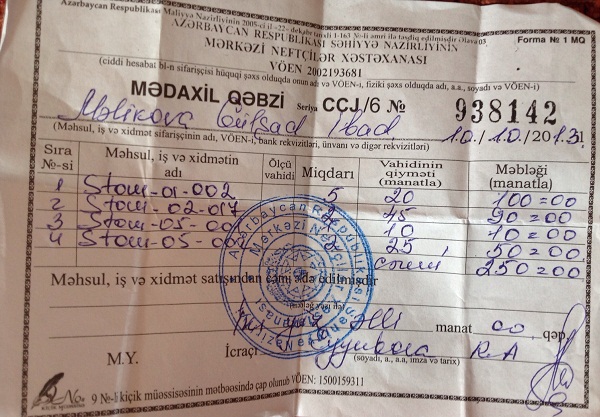 Azərbaycan Respublikası Maliyyə Nazirliyinin 2005-ci il -22- dekabr tarixli 1-163 №-li əmri ilə təsdiq edilmişdir Əlavə 03
AZƏRBAYCAN RESPUBLİKASI SƏHİYYƏ NAZİRLİYİNİN Forma № 1 MQ
MƏRKƏZİ NEFTÇİLƏR XƏSTƏXANASI
VÖEN 2002193681
(ciddi hesabat bl-n sifarişçisi hüquqi şəxs olduqda onun adı və VÖEN-i, fiziki şəxs olduqda adı, a.a., soyadı və VÖEN-i)
MƏDAXİL QƏBZİ Seriya CCJ/6 № 938142
Məlikova Gülşad İbad 10/10/2013
(Məhsul, iş və xidmət sifarişçinin adı, VÖEN-i, bank rekvizitləri, ünvanı və digər rekvizitləri)
Sıra №-si Məhsul, iş və xidmətin adı Ölçü vahidi Miqdarı Vahidinin qiyməti (manatla) Məbləği (manatla)
1 Stom-01-002 5 20 100=00
2 Stom-02-017 2 45 90=00
3 Stom-05-00 10 10=00
4 Stom-05-00 2 25 50=00
cəmi 250=00
Məhsul, iş və xidmət satışından cəmi əldə edilmişdir
(məbləğ yazı ilə)
İki yüz əlli manat 00 qəp.
M.Y. İcraçı R.A
(soyadı, a.a., imza və tarix)
9 №-li kiçik müəssisənin mətbəəsində çap olunub VÖEN: 1500159311